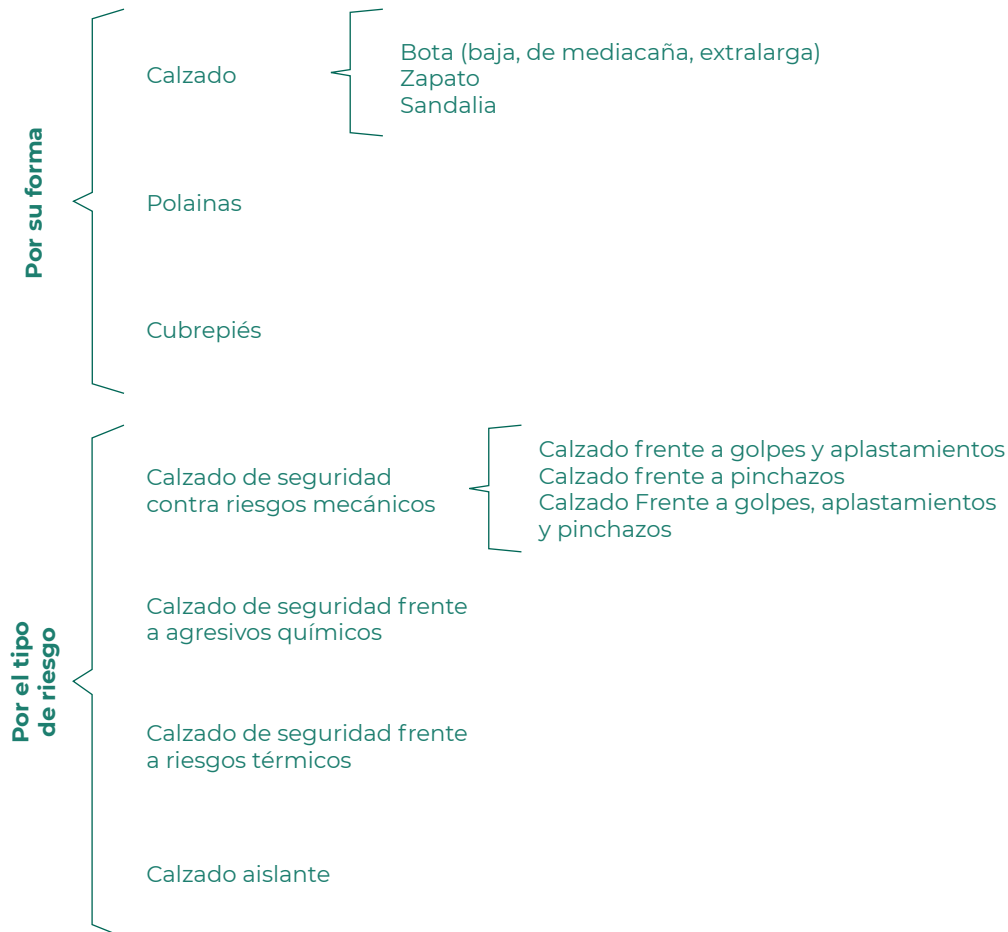 Por su forma
Calzado
Bota (baja, de mediacaña, extralarga)
Zapato
Sandalia
Polainas
Cubrepiés
Por el tipo
de riesgo
Calzado de seguridad
contra riesgos mecánicos
Calzado frente a golpes y aplastamientos
Calzado frente a pinchazos
Calzado Frente a golpes, aplastamientos
y pinchazos
Calzado de seguridad frente
a agresivos químicos
Calzado de seguridad frente
a riesgos térmicos
Calzado aislante